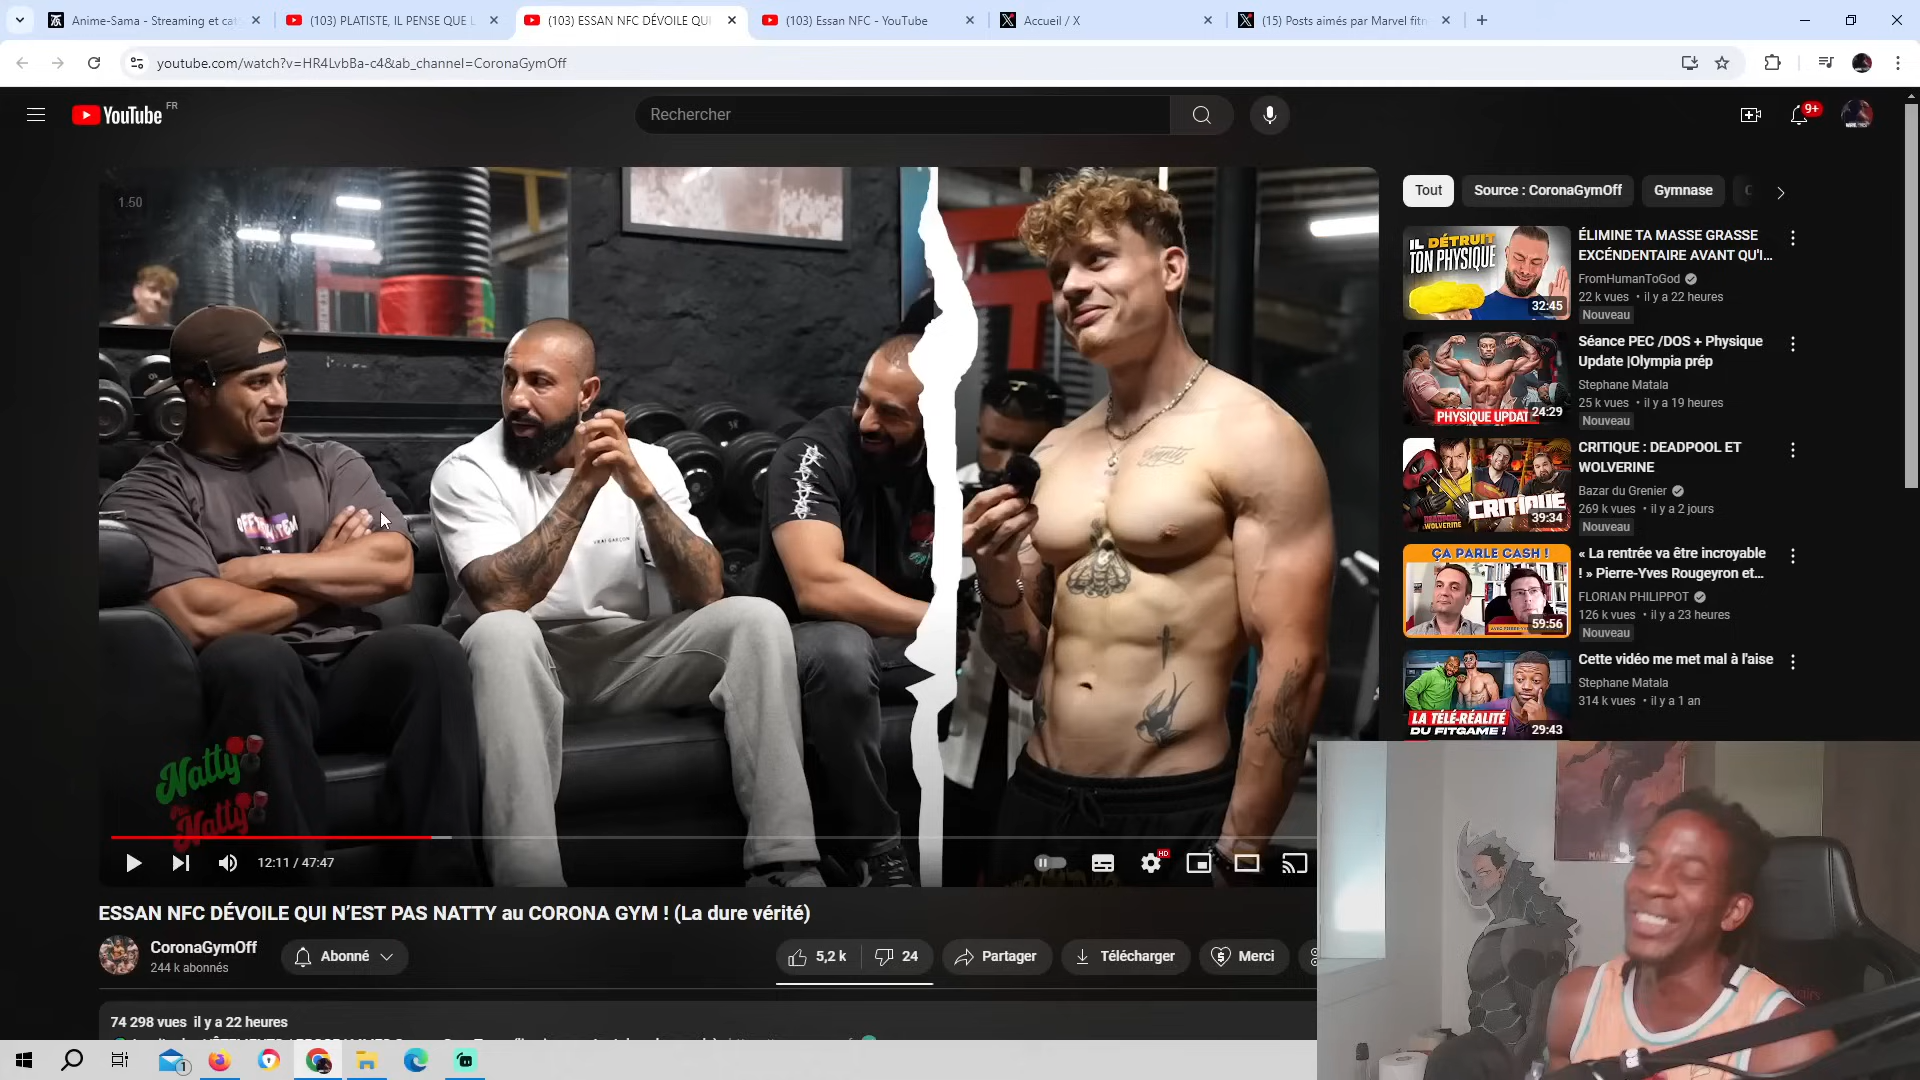 Anime-Sama - Streaming et cat
(103) PLATISTE, IL PENSE QUE L
(103) ESSAN NFC DÉVOILE QUI
(103) Essan NFC - YouTube
Accueil / X
(15) Posts aimés par Marvel fitn
youtube.com/watch?v=HR4LvbBa-c4&ab_channel=CoronaGymOff
YouTube FR
Rechercher
9+
1.50
Tout
Source : CoronaGymOff
Gymnase
IL DÉTRUIT
TON PHYSIQUE
32:45
ÉLIMINE TA MASSE GRASSE
EXCÉNDENTAIRE AVANT QU'I...
FromHumanToGod
22 k vues • il y a 22 heures
Nouveau
PHYSIQUE UPDAT
24:29
Séance PEC /DOS + Physique
Update |Olympia prép
Stephane Matala
25 k vues • il y a 19 heures
Nouveau
CRITIQUE
39:34
CRITIQUE : DEADPOOL ET
WOLVERINE
Bazar du Grenier
269 k vues • il y a 2 jours
Nouveau
ÇA PARLE CASH !
59:56
« La rentrée va être incroyable
! » Pierre-Yves Rougeyron et...
FLORIAN PHILIPPOT
126 k vues • il y a 23 heures
Nouveau
LA TÉLÉ-RÉALITÉ
DU FITGAME !
29:43
Cette vidéo me met mal à l'aise
Stephane Matala
314 k vues • il y a 1 an
VRAI GARÇON
Natty
Pas
Natty
12:11 / 47:47
HD
ESSAN NFC DÉVOILE QUI N'EST PAS NATTY au CORONA GYM ! (La dure vérité)
CoronaGymOff
244 k abonnés
Abonné
5,2 k
24
Partager
Télécharger
Merci
74 298 vues il y a 22 heures
1